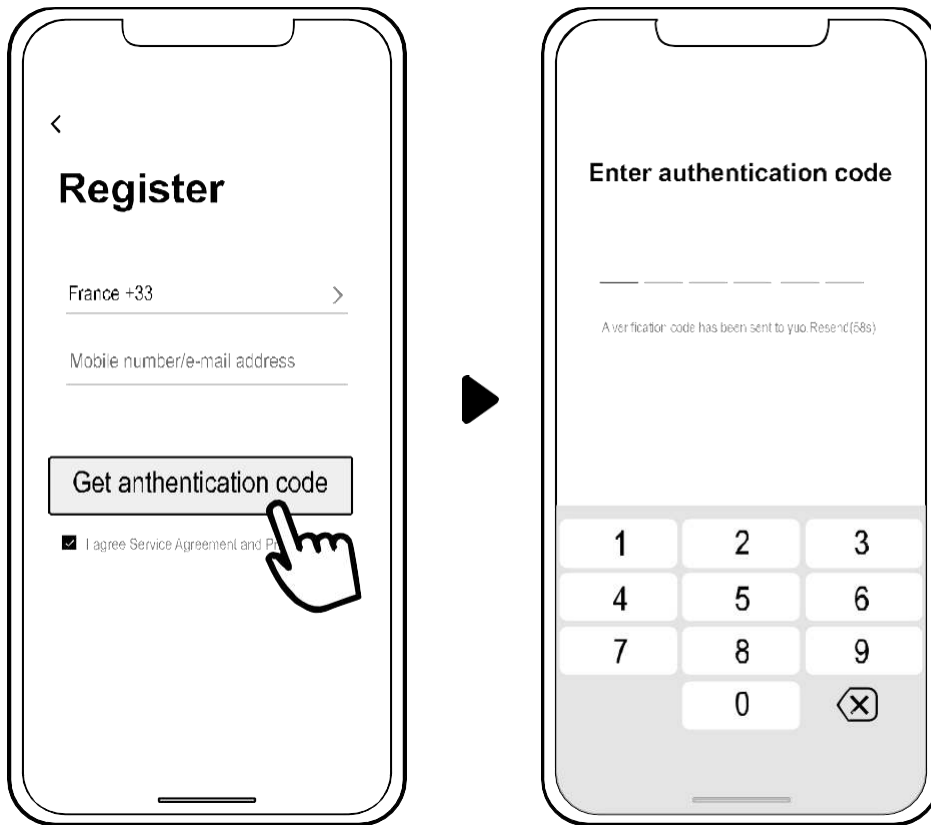 Register
France +33
Mobile number/e-mail address
Get anthentication code
I agree Service Agreement and
Enter authentication code
A verification code has been sent to yuo.Resend(58s)
1 2 3
4 5 6
7 8 9
0